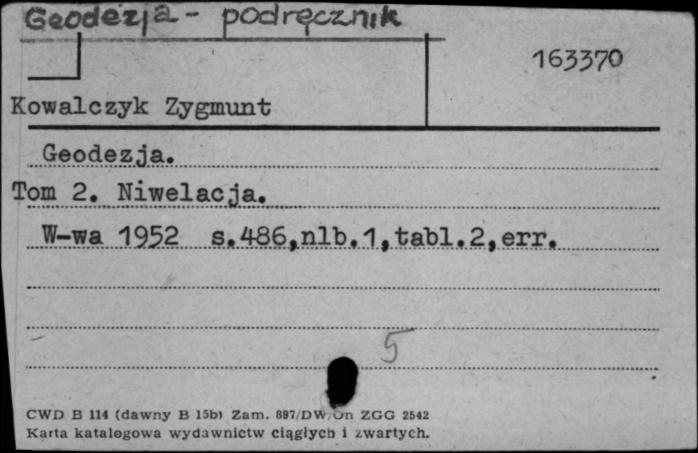 Geodezja - podręcznik
163370
Kowalczyk Zygmunt
Geodezja.
Tom 2. Niwelacja.
W-wa 1952 s.486,nlb.1,tabl.2,err.
5
CWD B 114 (dawny B 15b) Zam. 897/DW/On ZGG 2542
Karta katalogowa wydawnictw ciągłych i zwartych.